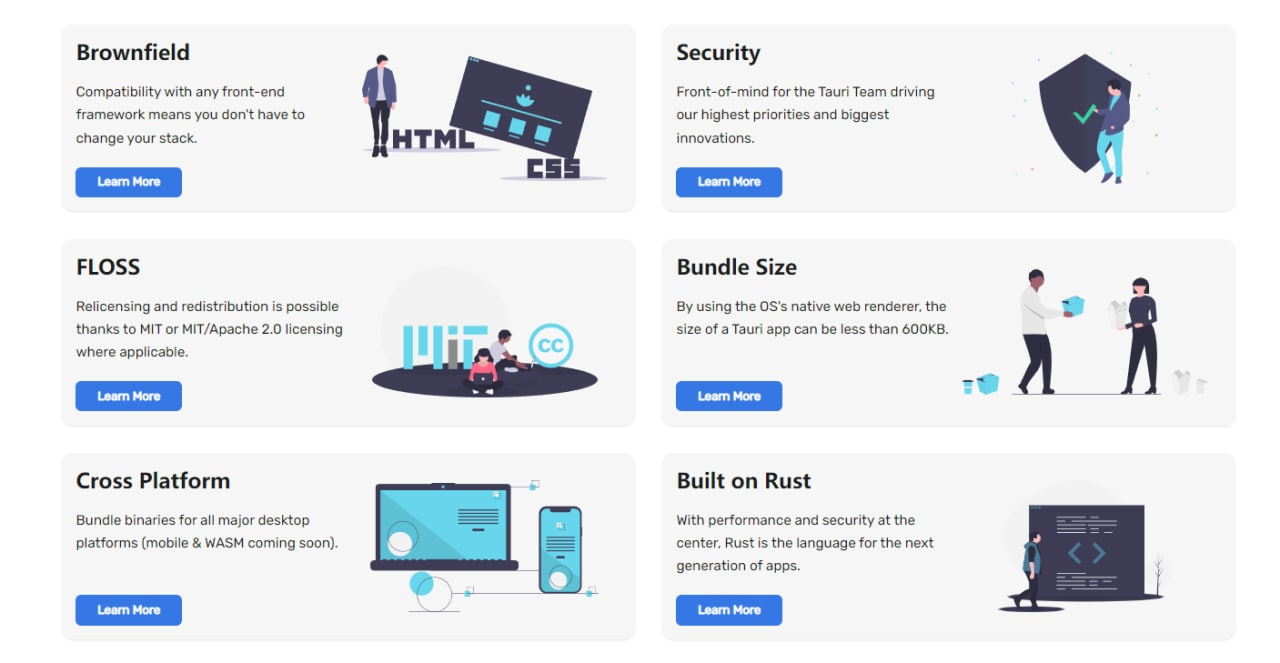 Brownfield
Compatibility with any front-end
framework means you don't have to
change your stack.
Learn More
HTML
CSS
Security
Front-of-mind for the Tauri Team driving
our highest priorities and biggest
innovations.
Learn More
FLOSS
Relicensing and redistribution is possible
thanks to MIT or MIT/Apache 2.0 licensing
where applicable.
Learn More
MiT
CC
Bundle Size
By using the OS's native web renderer, the
size of a Tauri app can be less than 600KB.
Learn More
Cross Platform
Bundle binaries for all major desktop
platforms (mobile & WASM coming soon).
Learn More
Built on Rust
With performance and security at the
center, Rust is the language for the next
generation of apps.
Learn More